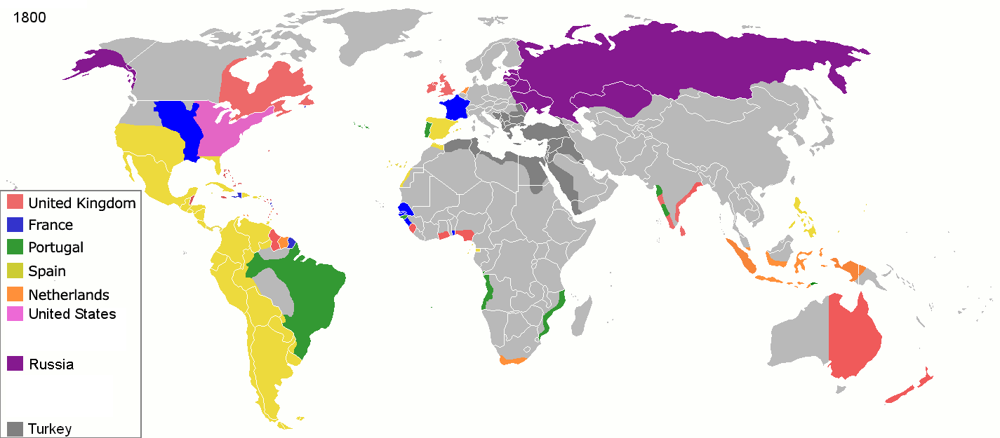 1800
United Kingdom
France
Portugal
Spain
Netherlands
United States
Russia
Turkey